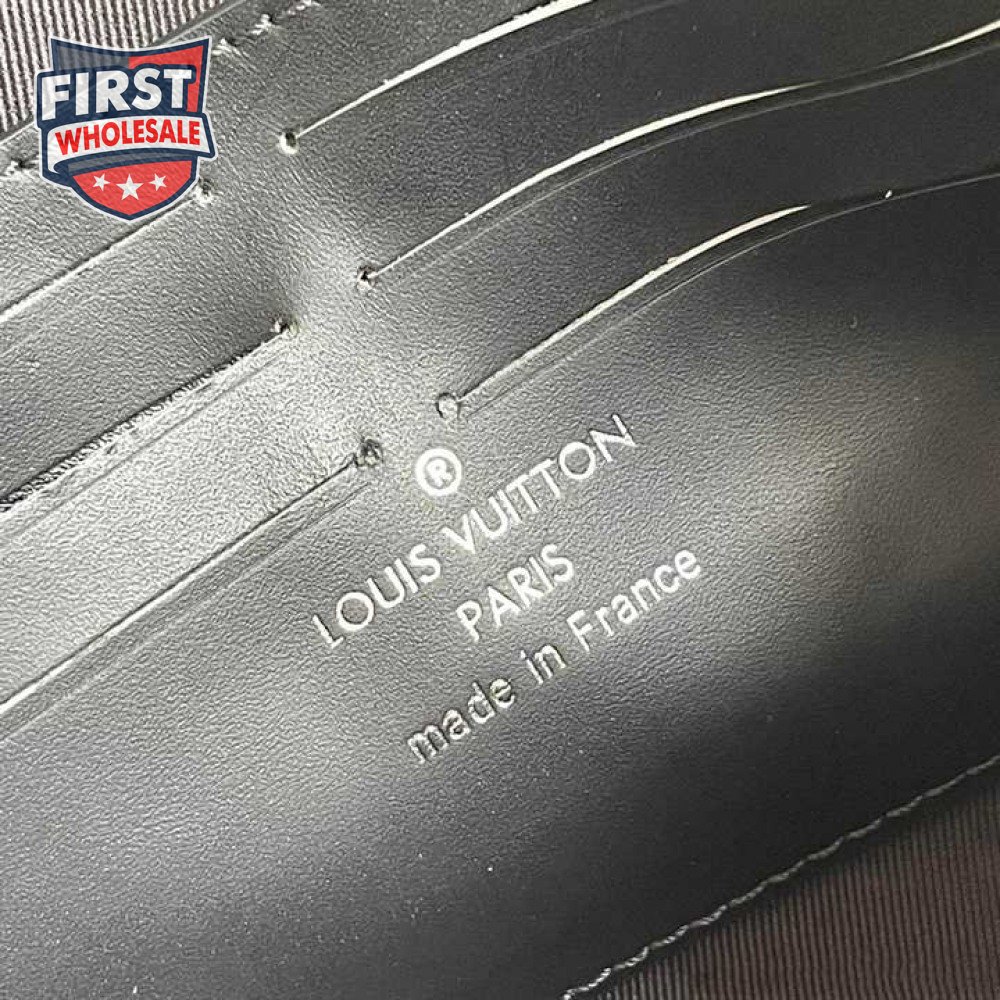 FIRST
WHOLESALE
®
LOUIS VUITTON
PARIS
made in France